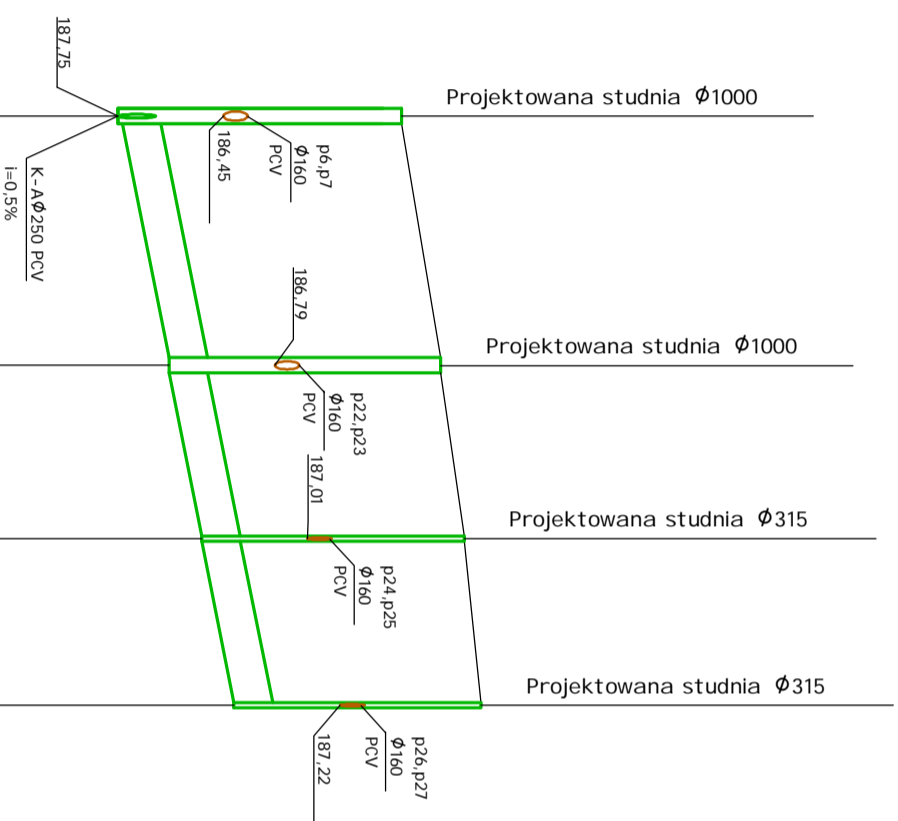 187,75
K-AØ250 PCV
i=0,5%
Projektowana studnia Ø1000
186,45
p6,p7
Ø160
PCV
Projektowana studnia Ø1000
186,79
p22,p23
Ø160
PCV
Projektowana studnia Ø315
187,01
p24,p25
Ø160
PCV
Projektowana studnia Ø315
187,22
p26,p27
Ø160
PCV